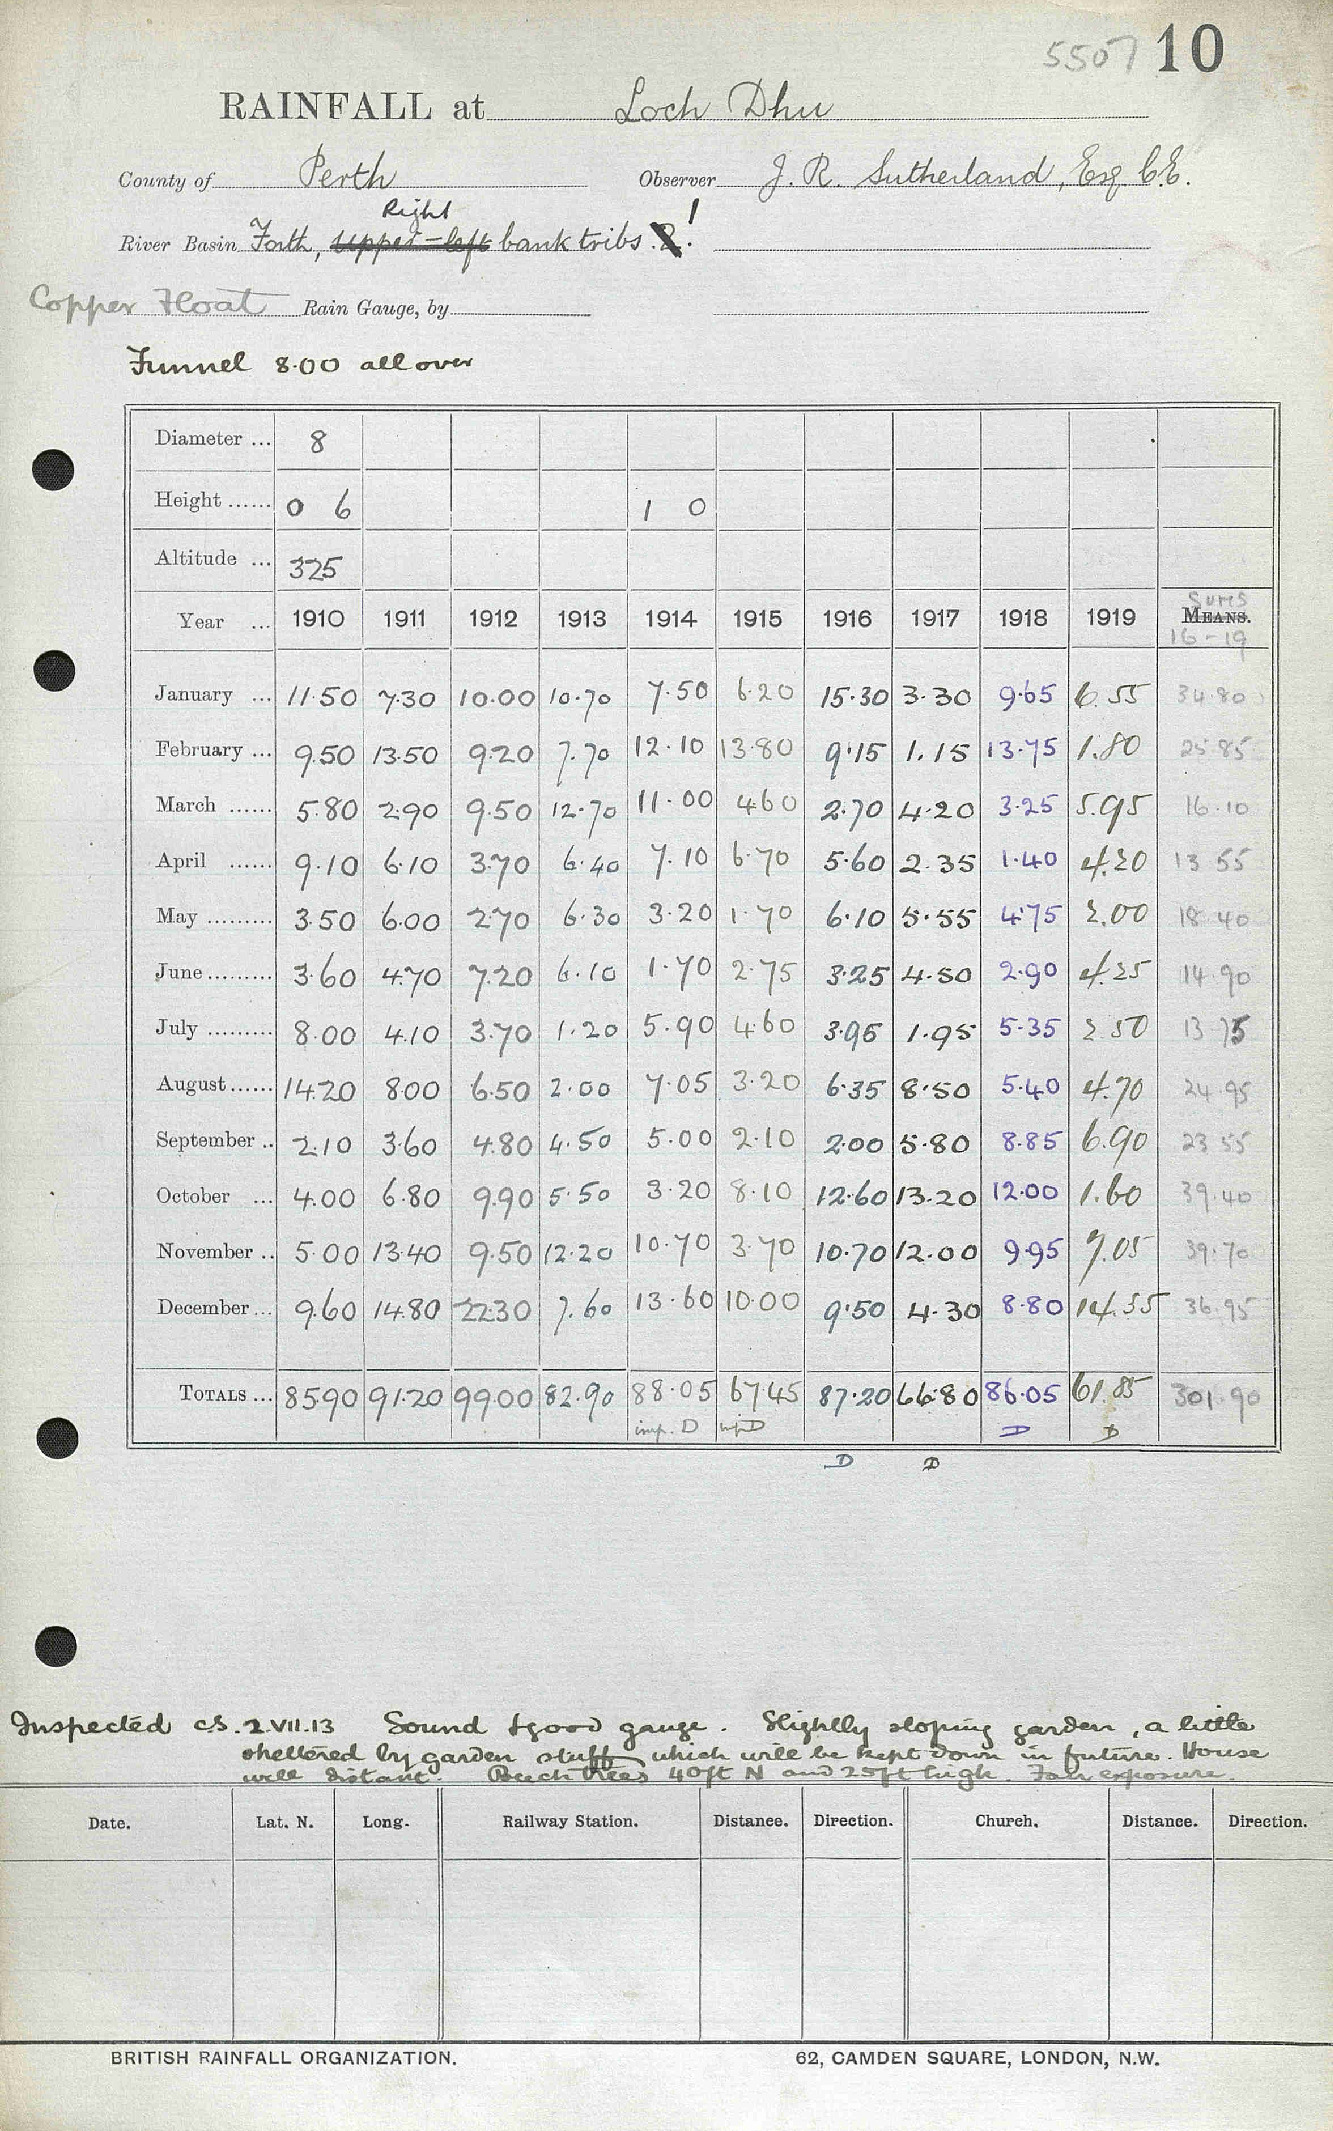 5507 10
RAINFALL at Loch Dhu
County of Perth Observer J. R. Sutherland, Esq C.E.
Right !
River Basin Forth, Upper-left bank tribs.
Copper Float Rain Gauge, by
Funnel 8.00 all over
Diameter ... 8
Height ...... 0 6 1 0
Altitude ... 325
Sums
Year ... 1910 1911 1912 1913 1914 1915 1916 1917 1918 1919 MEANS.
16-19
January ... 11.50 7.30 10.00 10.70 7.50 6.20 15.30 3.30 9.65 6.55 34.80
February ... 9.50 13.50 9.20 7.70 12.10 13.80 9.15 1.15 13.75 1.80 25.85
March ...... 5.80 2.90 9.50 12.70 11.00 4.60 2.70 4.20 3.25 5.95 16.10
April ...... 9.10 6.10 3.70 6.40 7.10 6.70 5.60 2.35 1.40 4.20 13.55
May ......... 3.50 6.00 2.70 6.30 3.20 1.70 6.10 5.55 4.75 2.00 18.40
June ......... 3.60 4.70 7.20 6.10 1.70 2.75 3.25 4.50 2.90 4.25 14.90
July ......... 8.00 4.10 3.70 1.20 5.90 4.60 3.95 1.95 5.35 2.50 13.75
August ...... 14.20 8.00 6.50 2.00 7.05 3.20 6.35 8.50 5.40 4.70 24.95
September .. 2.10 3.60 4.80 4.50 5.00 2.10 2.00 5.80 8.85 6.90 23.55
October ... 4.00 6.80 9.90 5.50 3.20 8.10 12.60 13.20 12.00 1.60 39.40
November .. 5.00 13.40 9.50 12.20 10.70 3.70 10.70 12.00 9.95 7.05 39.70
December ... 9.60 14.80 22.30 7.60 13.60 10.00 9.50 4.30 8.80 14.35 36.95
TOTALS ... 85.90 91.20 99.00 82.90 88.05 67.45 87.20 66.80 86.05 61.85 301.90
imp. D imp D D D
D D
Inspected C.S. 2.VII.13 Sound & good gauge. Slightly sloping garden, a little
sheltered by garden stuff which will be kept down in future. House
well distant. Beech trees 40ft N and 25ft high. Fair exposure.
Date. Lat. N. Long. Railway Station. Distance. Direction. Church. Distance. Direction.
BRITISH RAINFALL ORGANIZATION. 62, CAMDEN SQUARE, LONDON, N.W.